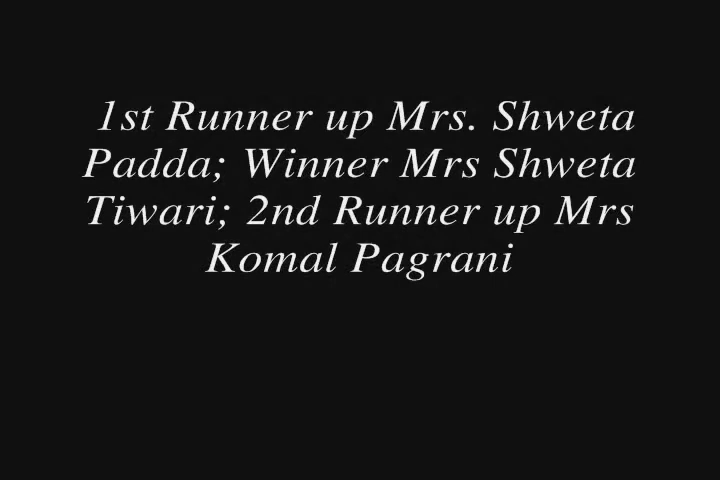 1st Runner up Mrs. Shweta
Padda; Winner Mrs Shweta
Tiwari; 2nd Runner up Mrs
Komal Pagrani